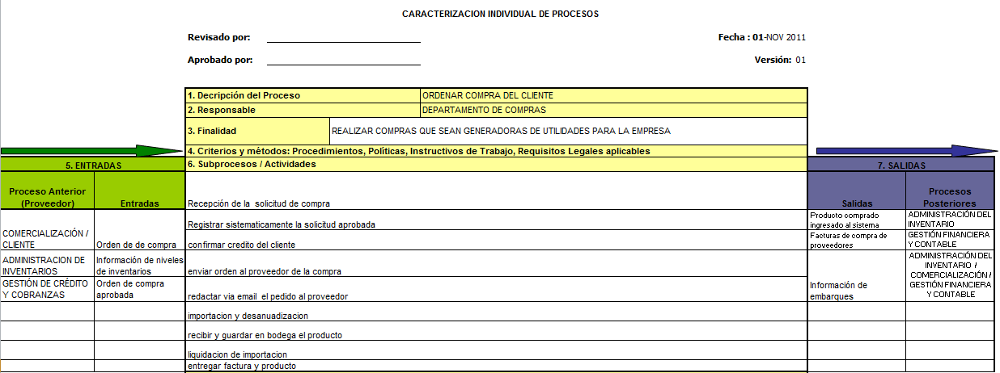 CARACTERIZACION INDIVIDUAL DE PROCESOS
Revisado por:
Fecha : 01-NOV 2011
Aprobado por:
Versión: 01
1. Decripción del Proceso
ORDENAR COMPRA DEL CLIENTE
2. Responsable
DEPARTAMENTO DE COMPRAS
3. Finalidad
REALIZAR COMPRAS QUE SEAN GENERADORAS DE UTILIDADES PARA LA EMPRESA
4. Criterios y métodos: Procedimientos, Políticas, Instructivos de Trabajo, Requisitos Legales aplicables
5. ENTRADAS
6. Subprocesos / Actividades
7. SALIDAS
Proceso Anterior
(Proveedor)
Entradas
Recepción de la  solicitud de compra
Salidas
Procesos
Posteriores
COMERCIALIZACIÓN /
CLIENTE
Orden de de compra
Registrar sistematicamente la solicitud aprobada
confirmar credito del cliente
Producto comprado
ingresado al sistema
ADMINISTRACIÓN DEL
INVENTARIO
Facturas de compra de
proveedores
GESTIÓN FINANCIERA
Y CONTABLE
ADMINISTRACION DE
INVENTARIOS
Información de niveles
de inventarios
enviar orden al proveedor de la compra
GESTIÓN DE CRÉDITO
Y COBRANZAS
Orden de compra
aprobada
redactar via email  el pedido al proveedor
Información de
embarques
ADMINISTRACIÓN DEL
INVENTARIO /
COMERCIALIZACIÓN /
GESTIÓN FINANCIERA
Y CONTABLE
importacion y desanuadizacion
recibir y guardar en bodega el producto
liquidacion de importacion
entregar factura y producto